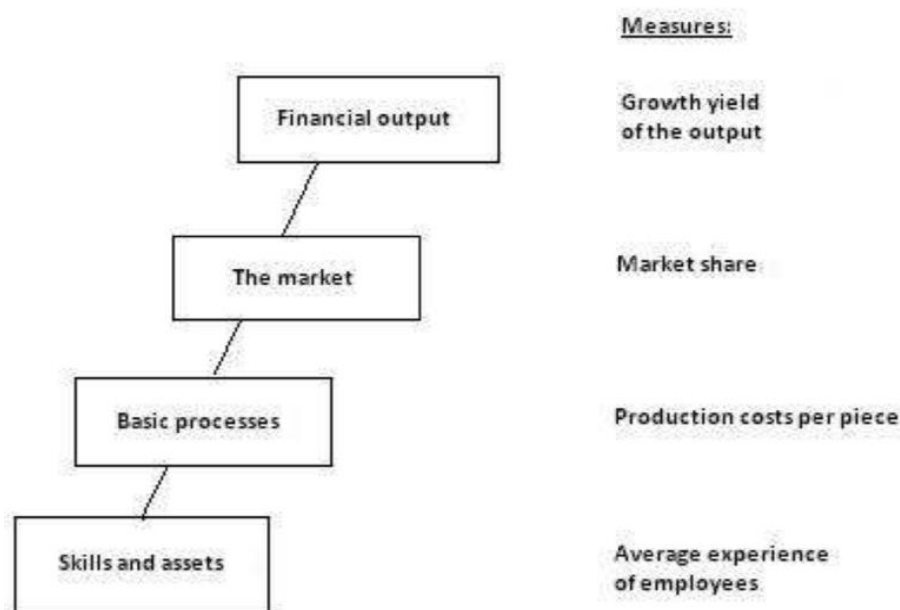 Measures:
Financial output
Growth yield
of the output
The market
Market share
Basic processes
Production costs per piece
Skills and assets
Average experience
of employees